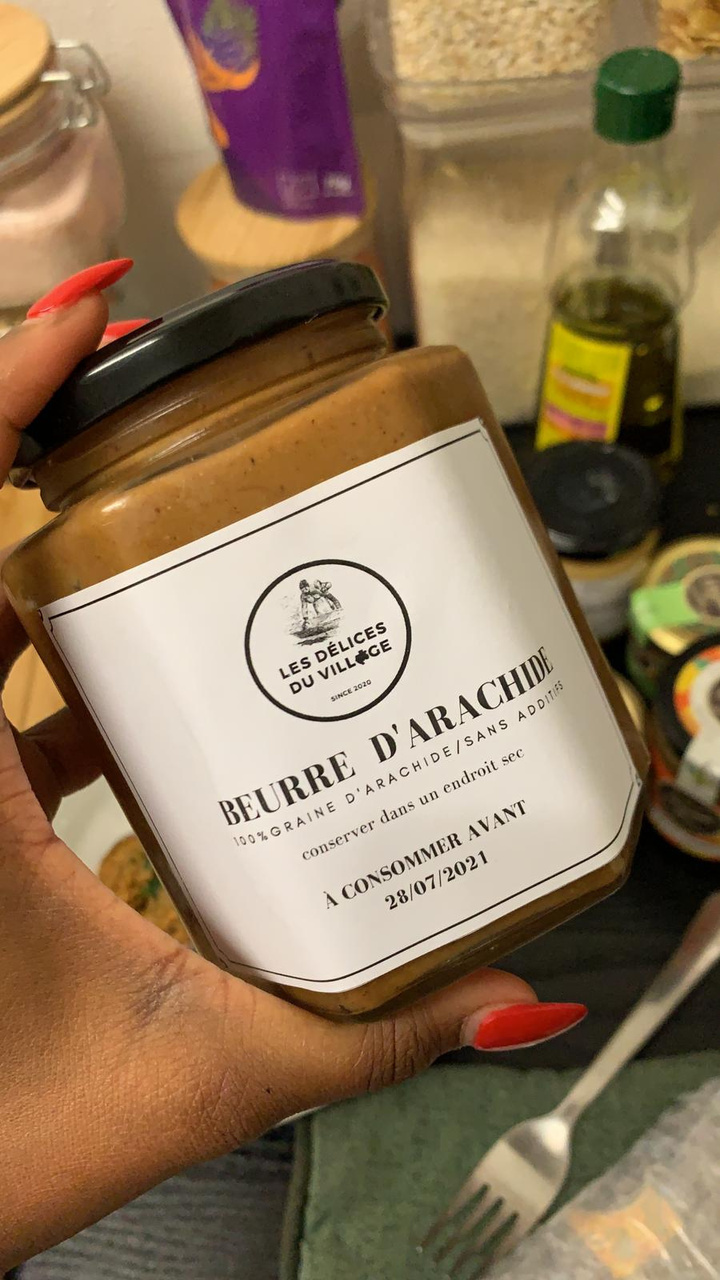 LES DÉLICES
DU VILLAGE
SINCE 2020
BEURRE D'ARACHIDE
100%GRAINE D'ARACHIDE/SANS ADDITIFS
conserver dans un endroit sec
À CONSOMMER AVANT
28/07/2021